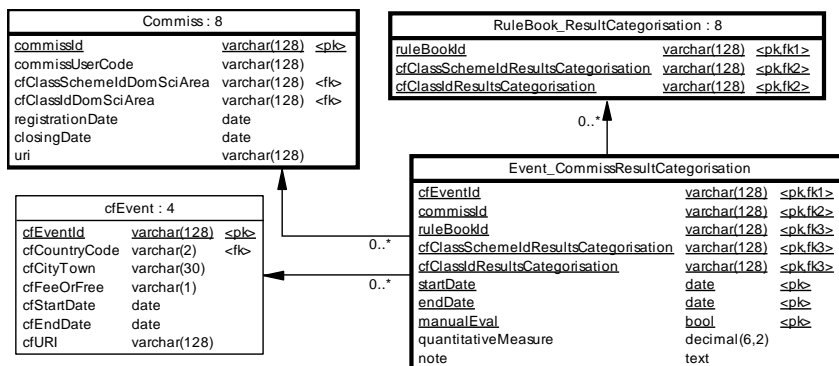 Commiss : 8
commissId varchar(128) <pk>
commissUserCode varchar(128)
cfClassSchemeIdDomSciArea varchar(128) <fk>
cfClassIdDomSciArea varchar(128) <fk>
registrationDate date
closingDate date
uri varchar(128)
RuleBook_ResultCategorisation : 8
ruleBookId varchar(128) <pk,fk1>
cfClassSchemeIdResultsCategorisation varchar(128) <pk,fk2>
cfClassIdResultsCategorisation varchar(128) <pk,fk2>
0..*
cfEvent : 4
cfEventId varchar(128) <pk>
cfCountryCode varchar(2) <fk>
cfCityTown varchar(30)
cfFeeOrFree varchar(1)
cfStartDate date
cfEndDate date
cfURI varchar(128)
0..*
0..*
Event_CommissResultCategorisation
cfEventId varchar(128) <pk,fk1>
commissId varchar(128) <pk,fk2>
ruleBookId varchar(128) <pk,fk3>
cfClassSchemeIdResultsCategorisation varchar(128) <pk,fk3>
cfClassIdResultsCategorisation varchar(128) <pk,fk3>
startDate date <pk>
endDate date <pk>
manualEval bool <pk>
quantitativeMeasure decimal(6,2)
note text